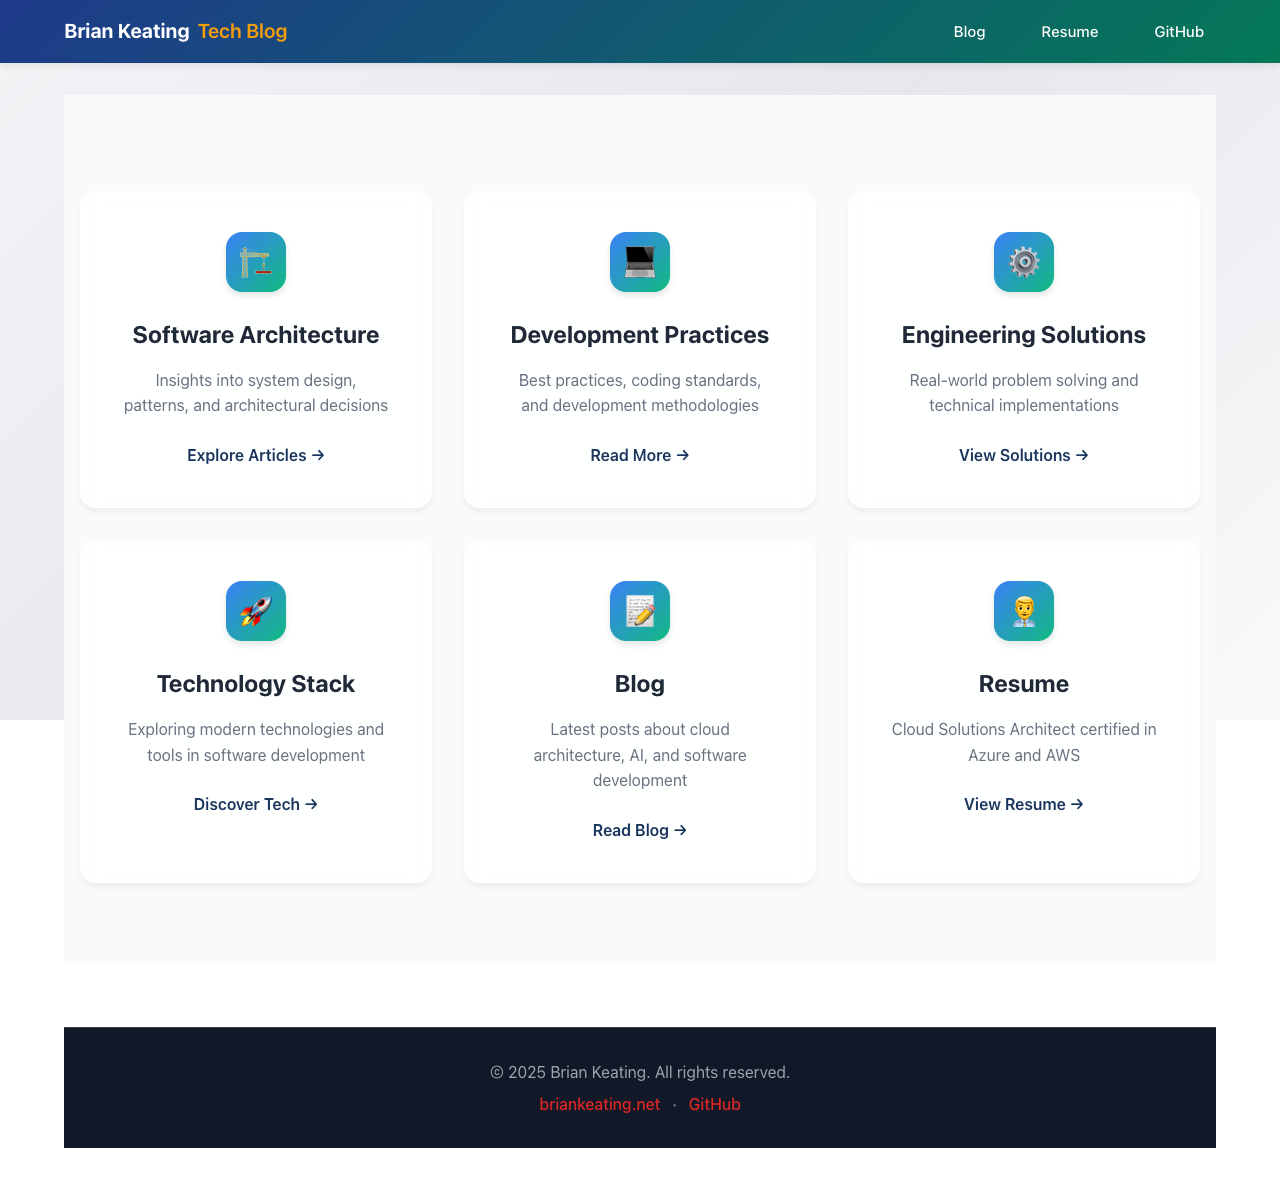 Brian Keating Tech Blog
Blog
Resume
GitHub
Software Architecture
Insights into system design,
patterns, and architectural decisions
Explore Articles →
Development Practices
Best practices, coding standards,
and development methodologies
Read More →
Engineering Solutions
Real-world problem solving and
technical implementations
View Solutions →
Technology Stack
Exploring modern technologies and
tools in software development
Discover Tech →
Blog
Latest posts about cloud
architecture, AI, and software
development
Read Blog →
Resume
Cloud Solutions Architect certified in
Azure and AWS
View Resume →
© 2025 Brian Keating. All rights reserved.
briankeating.net · GitHub